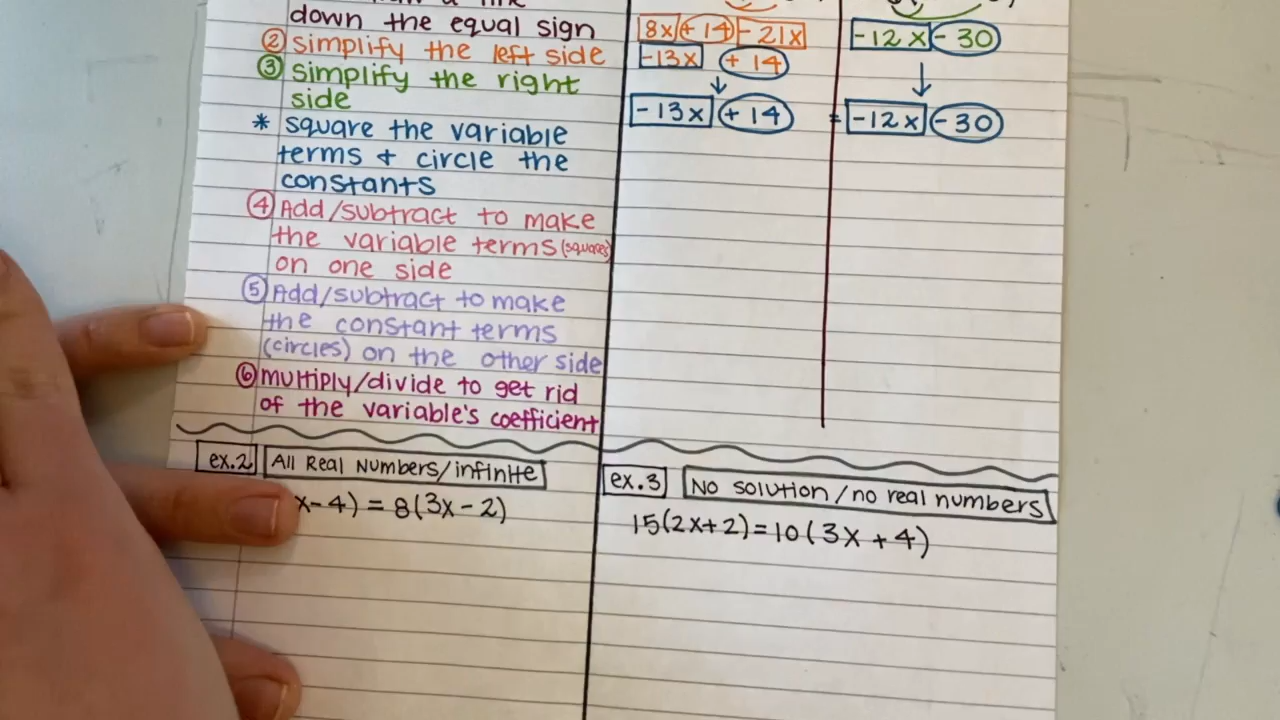 down the equal sign
② simplify the left side
③ simplify the right
side
* square the variable
terms + circle the
constants
④ Add/subtract to make
the variable terms (squares)
on one side
⑤ Add/subtract to make
the constant terms
(circles) on the other side
⑥ multiply/divide to get rid
of the variable's coefficient
8x + 14 - 21x
-13x + 14
↓
-13x + 14 = -12x - 30
-12x - 30
↓
ex.2 All Real Numbers/infinite
x - 4) = 8(3x - 2)
ex.3 No solution/no real numbers
15(2x+2) = 10(3x + 4)